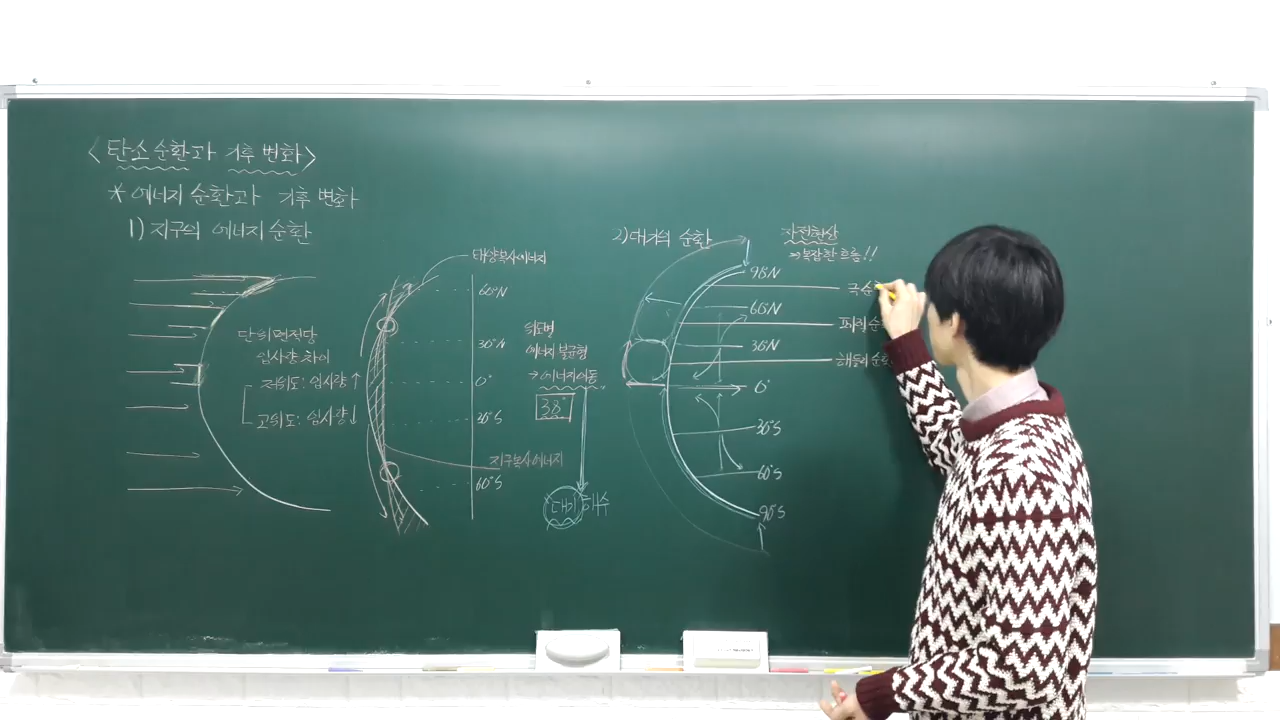 <탄소 순환과 기후 변화>
* 에너지 순환과 기후 변화
1) 지구의 에너지 순환
단위면적당
입사량 차이
저위도: 입사량↑
고위도: 입사량↓
태양복사에너지
60°N
30°N
0°
30°S
60°S
지구복사에너지
위도별
에너지 불균형
→ 에너지이동
38°
대기
해수
2) 대기의 순환
자전현상
→ 복잡한 흐름!!
90°N
60°N
30°N
0°
30°S
60°S
90°S
극순
페렐순
해들리 순환